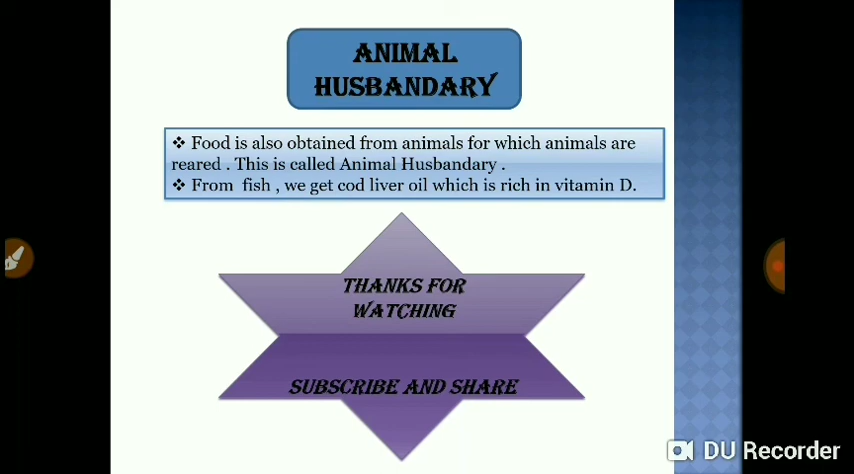 ANIMAL
HUSBANDARY
❖ Food is also obtained from animals for which animals are
reared . This is called Animal Husbandary .
❖ From fish , we get cod liver oil which is rich in vitamin D.
THANKS FOR
WATCHING
SUBSCRIBE AND SHARE
DU Recorder